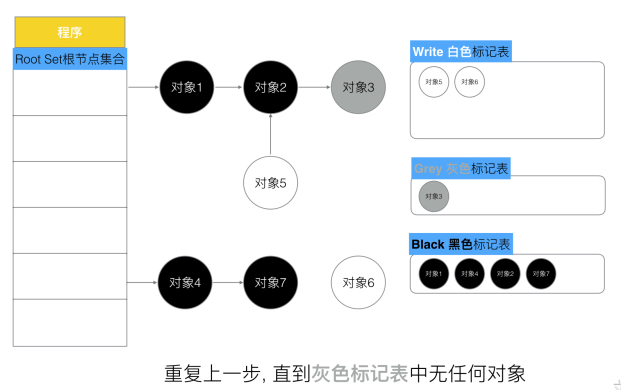 程序
Root Set根节点集合
对象1
对象2
对象3
对象5
对象4
对象7
对象6
Write 白色标记表
对象5
对象6
Grey 灰色标记表
对象3
Black 黑色标记表
对象1
对象4
对象2
对象7
重复上一步, 直到灰色标记表中无任何对象